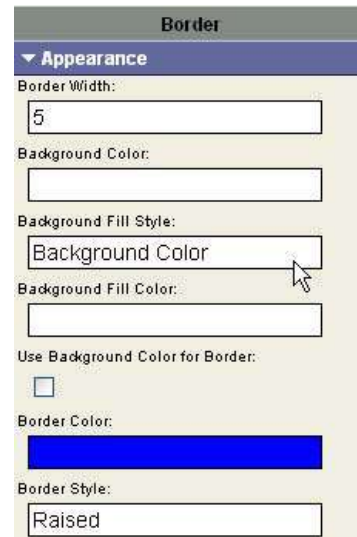 Border
Appearance
Border Width:
5
Background Color:
Background Fill Style:
Background Color
Background Fill Color:
Use Background Color for Border:
Border Color:
Border Style:
Raised